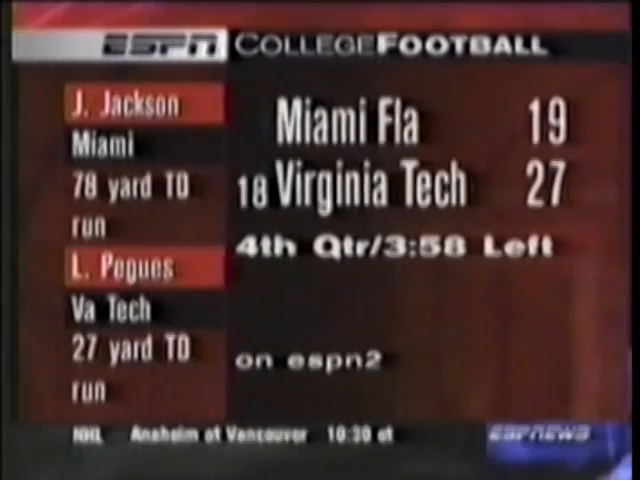 ESPN COLLEGEFOOTBALL
J. Jackson
Miami
78 yard TD
run
L. Pegues
Va Tech
27 yard TD
run
Miami Fla 19
18 Virginia Tech 27
4th Qtr/3:58 Left
on espn2
NHL Anaheim at Vancouver 10:30 et
ESPNEWS